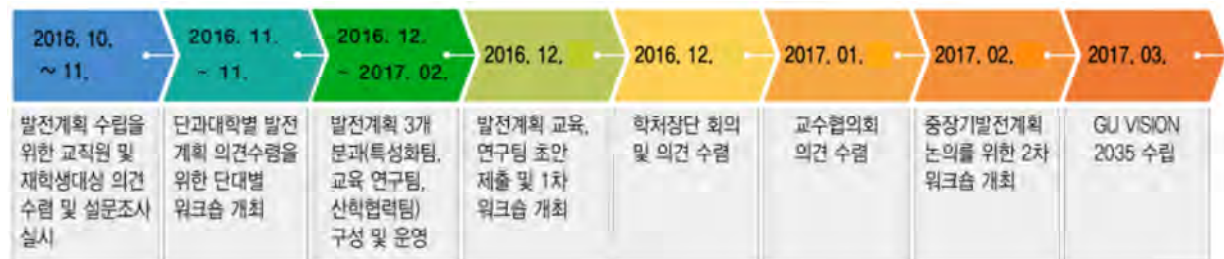 2016. 10.
~ 11.
2016. 11.
~ 11.
2016. 12.
~ 2017. 02.
2016. 12.
2016. 12.
2017. 01.
2017. 02.
2017. 03.
발전계획 수립을
위한 교직원 및
재학생대상 의견
수렴 및 설문조사
실시
단과대학별 발전
계획 의견수렴을
위한 단대별
워크숍 개최
발전계획 3개
분과(특성화팀,
교육 연구팀,
산학협력팀)
구성 및 운영
발전계획 교육,
연구팀 초안
제출 및 1차
워크숍 개최
학처장단 회의
및 의견 수렴
교수협의회
의견 수렴
중장기발전계획
논의를 위한 2차
워크숍 개최
GU VISION
2035 수립